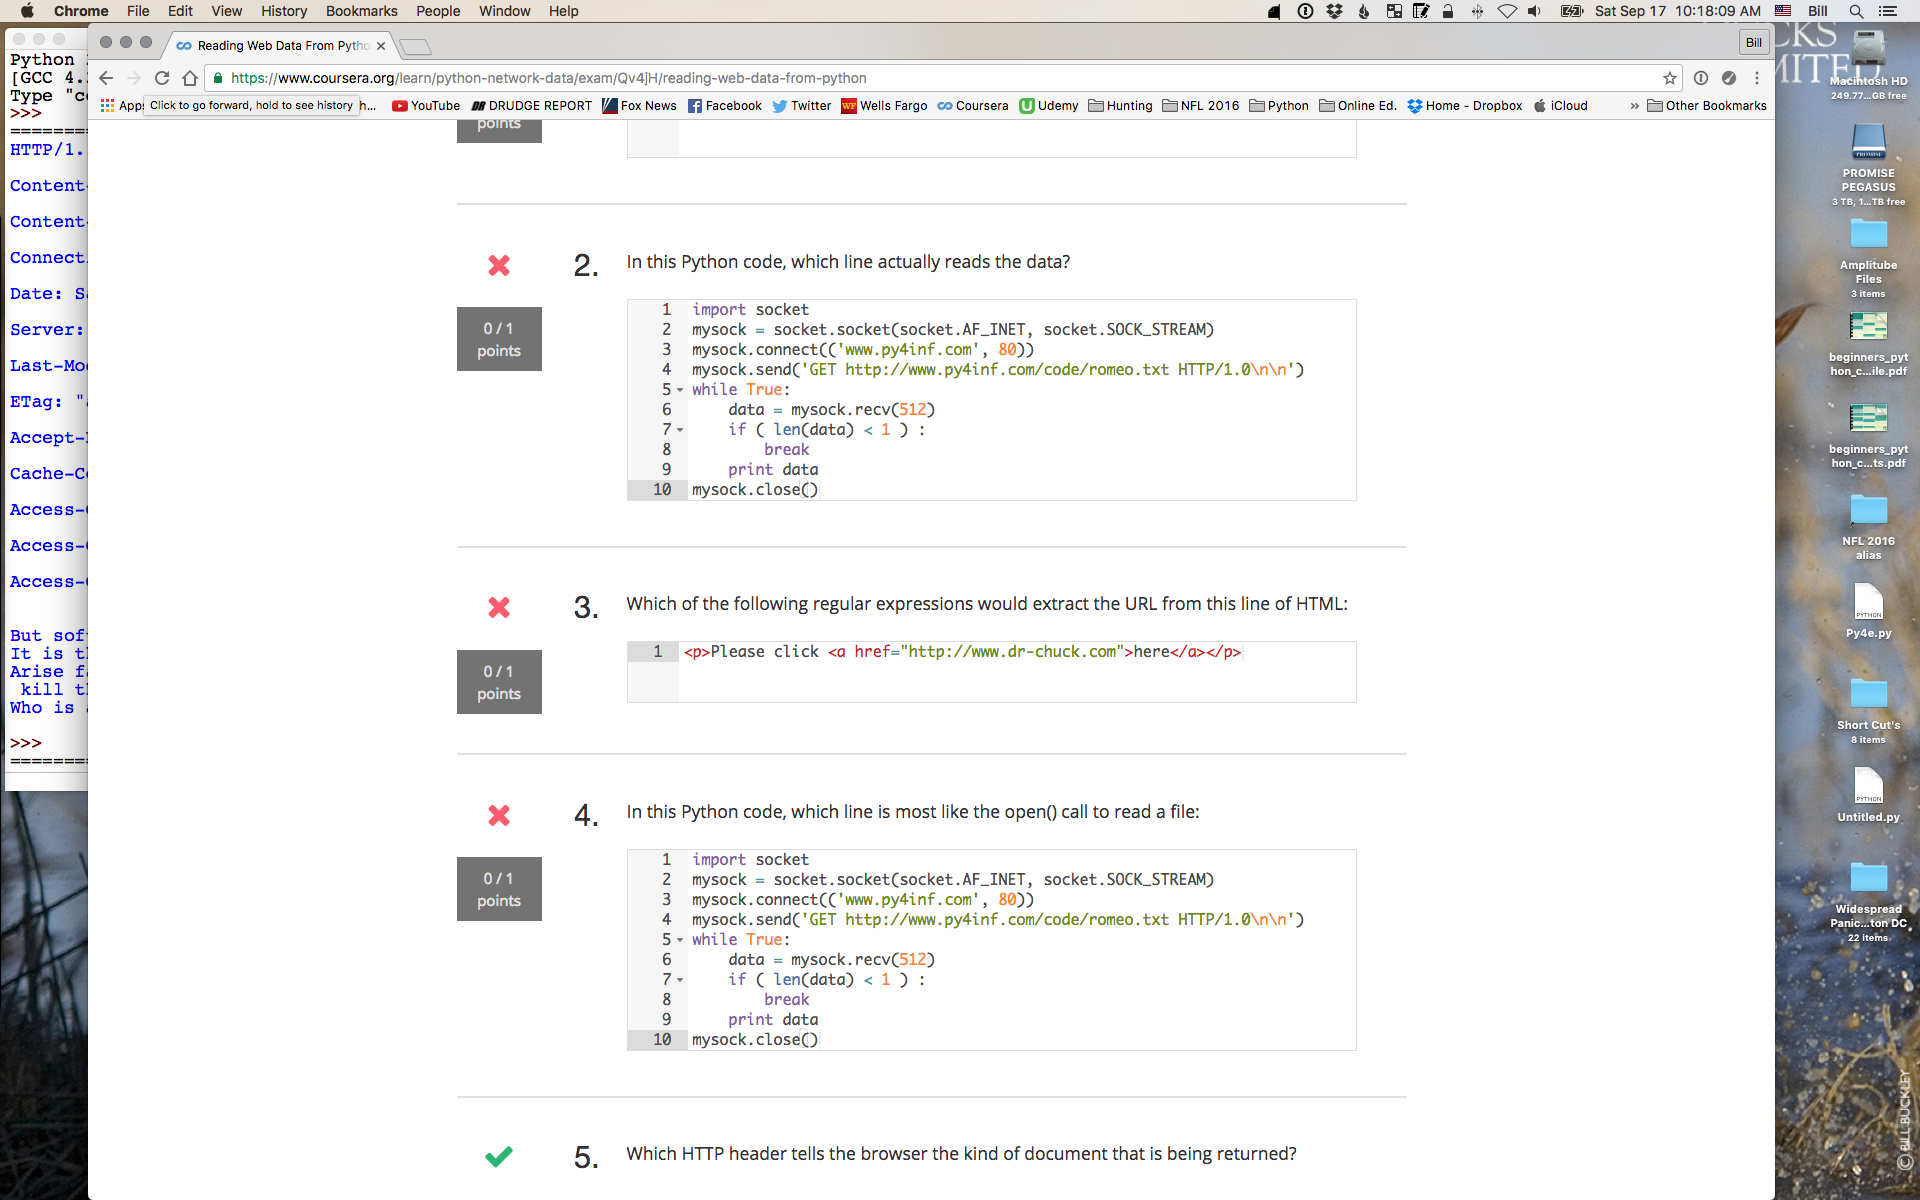 Chrome File Edit View History Bookmarks People Window Help
Sat Sep 17 10:18:09 AM Bill
Reading Web Data From Pytho
Bill
https://www.coursera.org/learn/python-network-data/exam/Qv4jH/reading-web-data-from-python
Apps Click to go forward, hold to see history h... YouTube DRUDGE REPORT Fox News Facebook Twitter Wells Fargo Coursera Udemy Hunting NFL 2016 Python Online Ed. Home - Dropbox iCloud » Other Bookmarks
Python
[GCC 4.
Type "c
>>>
========
HTTP/1.
Content-
Content-
Connect
Date: Sa
Server:
Last-Mo
ETag: "
Accept-
Cache-Co
Access-
Access-
Access-
But sof
It is t
Arise fa
kill th
Who is
>>>
========
points
2. In this Python code, which line actually reads the data?
0 / 1
points
1 import socket
2 mysock = socket.socket(socket.AF_INET, socket.SOCK_STREAM)
3 mysock.connect(('www.py4inf.com', 80))
4 mysock.send('GET http://www.py4inf.com/code/romeo.txt HTTP/1.0\n\n')
5 while True:
6 data = mysock.recv(512)
7 if ( len(data) < 1 ) :
8 break
9 print data
10 mysock.close()
3. Which of the following regular expressions would extract the URL from this line of HTML:
0 / 1
points
1 <p>Please click <a href="http://www.dr-chuck.com">here</a></p>
4. In this Python code, which line is most like the open() call to read a file:
0 / 1
points
1 import socket
2 mysock = socket.socket(socket.AF_INET, socket.SOCK_STREAM)
3 mysock.connect(('www.py4inf.com', 80))
4 mysock.send('GET http://www.py4inf.com/code/romeo.txt HTTP/1.0\n\n')
5 while True:
6 data = mysock.recv(512)
7 if ( len(data) < 1 ) :
8 break
9 print data
10 mysock.close()
5. Which HTTP header tells the browser the kind of document that is being returned?
CKS
MITED
Macintosh HD
249.77...GB free
PROMISE
PROMISE
PEGASUS
3 TB, 1...TB free
Amplitube
Files
3 items
beginners_pyt
hon_c...ile.pdf
beginners_pyt
hon_c...ts.pdf
NFL 2016
alias
PYTHON
Py4e.py
Short Cut's
8 items
PYTHON
Untitled.py
Widespread
Panic...ton DC
22 items
© BILL BUCKLEY